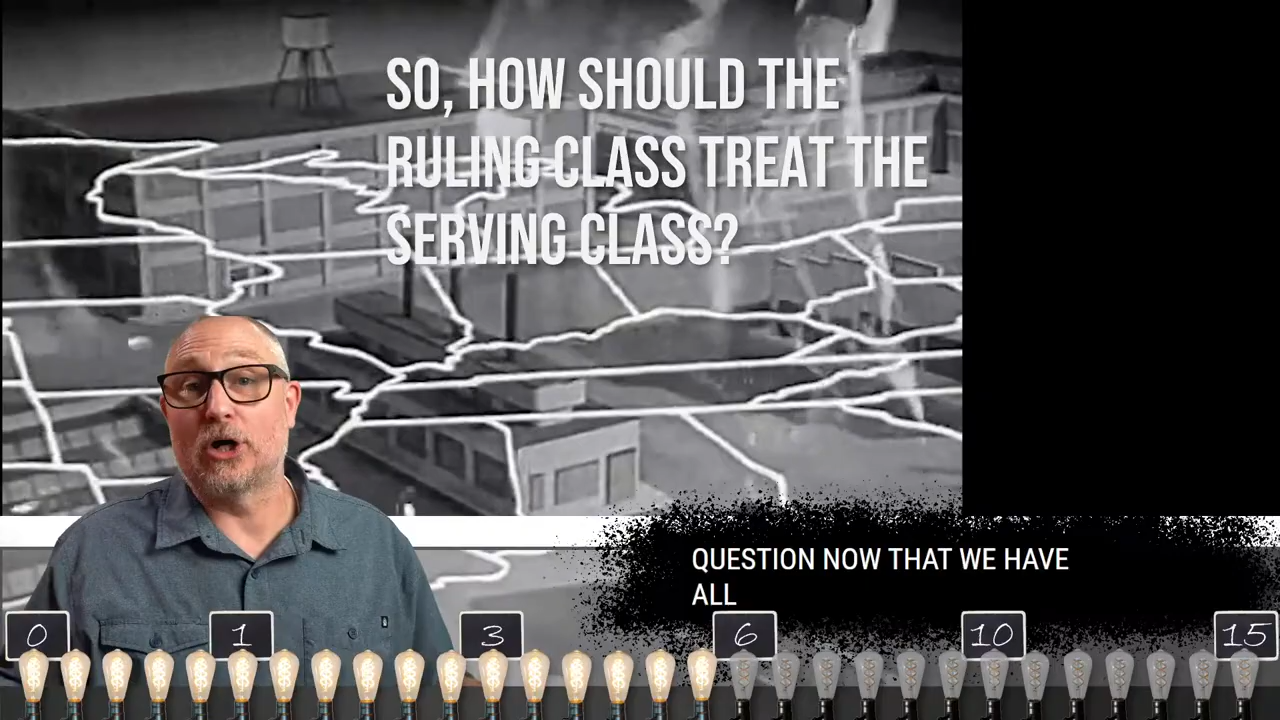 SO, HOW SHOULD THE
RULING CLASS TREAT THE
SERVING CLASS?
QUESTION NOW THAT WE HAVE
ALL
0
1
3
6
10
15